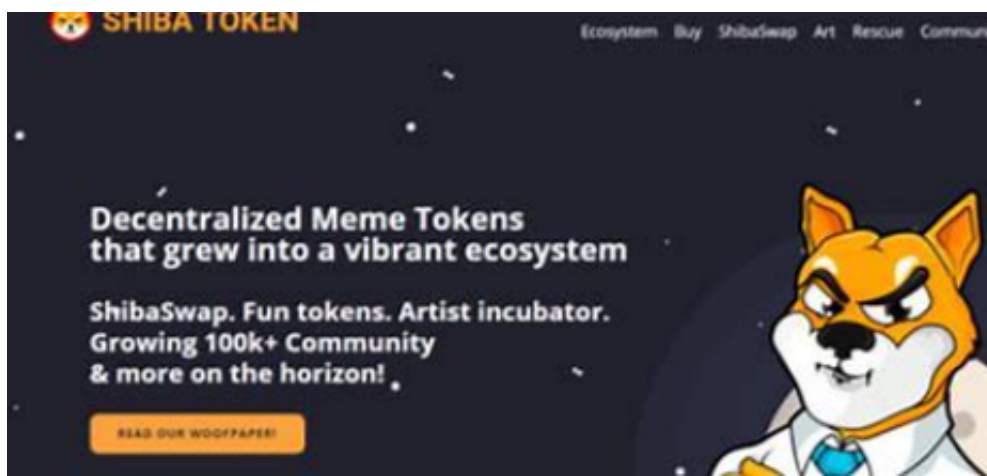 SHIBA TOKEN
Ecosystem Buy ShibaSwap Art Rescue Commun
Decentralized Meme Tokens
that grew into a vibrant ecosystem
ShibaSwap. Fun tokens. Artist incubator.
Growing 100k+ Community
& more on the horizon!
READ OUR WOOFPAPER!